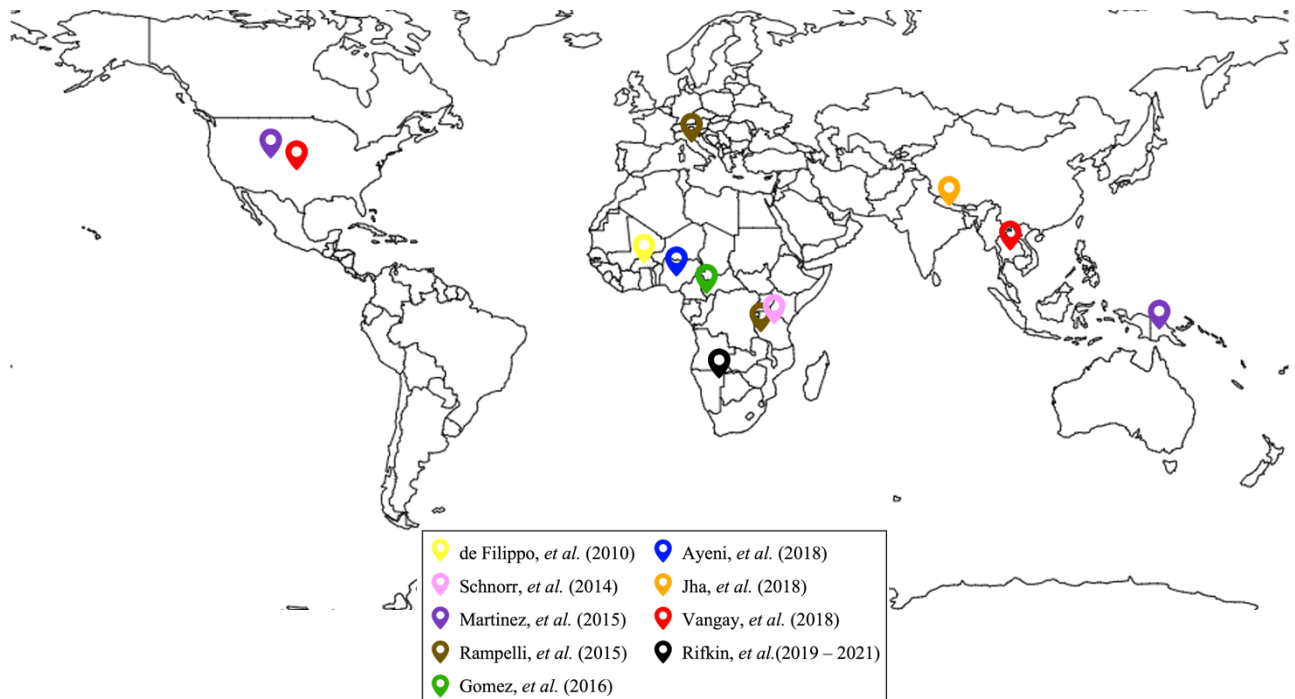 de Filippo, et al. (2010)
Schnorr, et al. (2014)
Martinez, et al. (2015)
Rampelli, et al. (2015)
Gomez, et al. (2016)
Ayeni, et al. (2018)
Jha, et al. (2018)
Vangay, et al. (2018)
Rifkin, et al.(2019 – 2021)